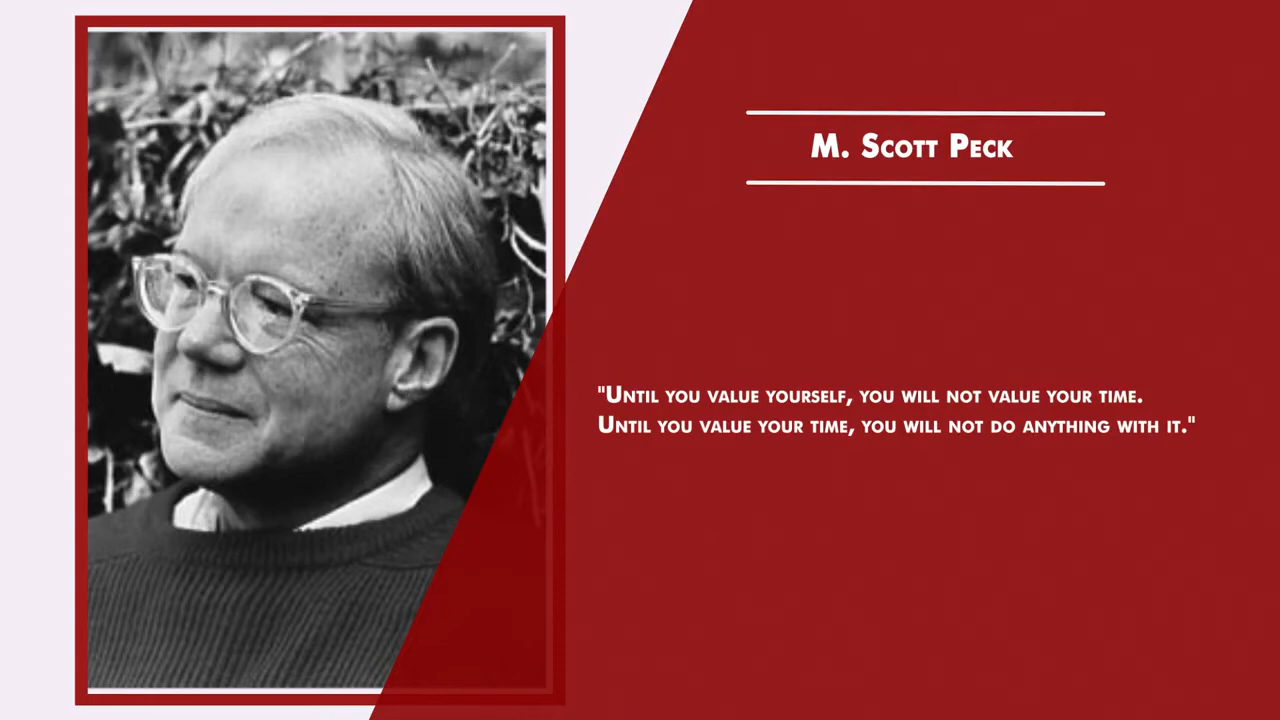 M. Scott Peck
"Until you value yourself, you will not value your time.
Until you value your time, you will not do anything with it."